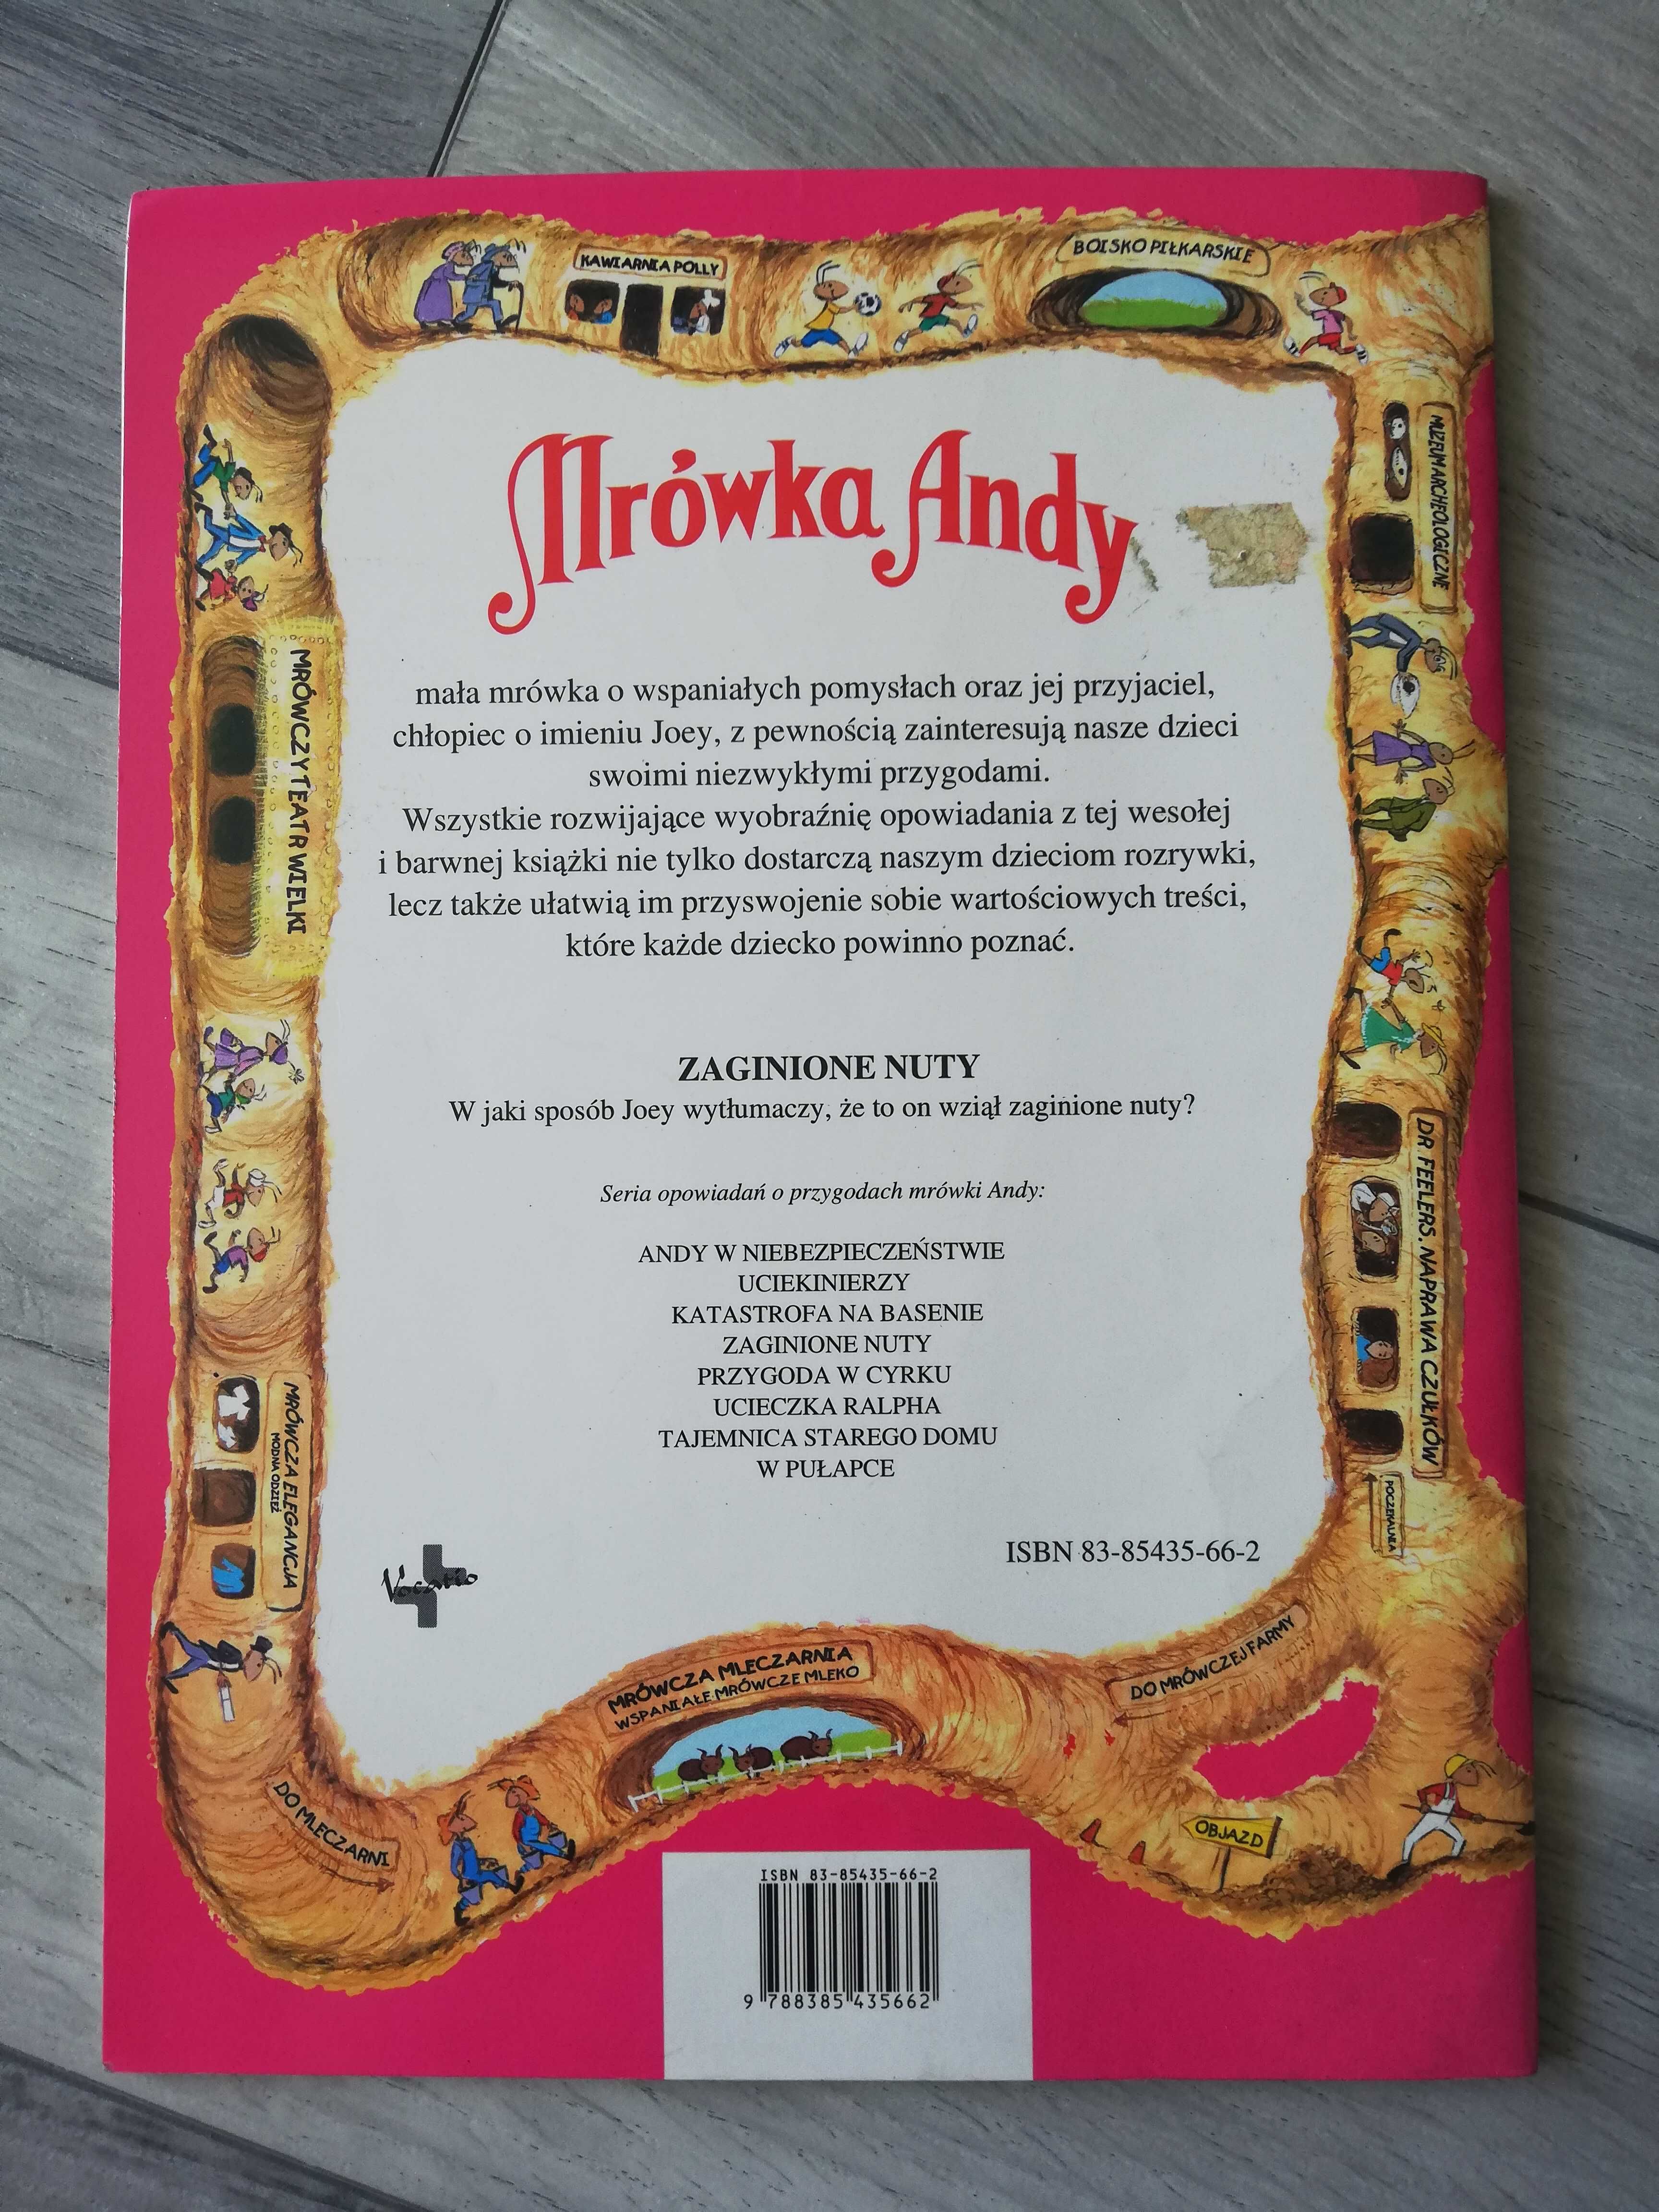 KAWIARNIA POLLY
BOISKO PIŁKARSKIE
MUZEUM ARCHEOLOGICZNE
MRÓWCZY TEATR WIELKI
Mrówka Andy
mała mrówka o wspaniałych pomysłach oraz jej przyjaciel,
chłopiec o imieniu Joey, z pewnością zainteresują nasze dzieci
swoimi niezwykłymi przygodami.
Wszystkie rozwijające wyobraźnię opowiadania z tej wesołej
i barwnej książki nie tylko dostarczą naszym dzieciom rozrywki,
lecz także ułatwią im przyswojenie sobie wartościowych treści,
które każde dziecko powinno poznać.
ZAGINIONE NUTY
W jaki sposób Joey wytłumaczy, że to on wziął zaginione nuty?
Seria opowiadań o przygodach mrówki Andy:
ANDY W NIEBEZPIECZEŃSTWIE
UCIEKINIERZY
KATASTROFA NA BASENIE
ZAGINIONE NUTY
PRZYGODA W CYRKU
UCIECZKA RALPHA
TAJEMNICA STAREGO DOMU
W PUŁAPCE
DR FEELERS. NAPRAWA CZUŁKÓW
POCZEKALNIA
MRÓWCZA ELEGANCJA
MODNA ODZIEŻ
ISBN 83-85435-66-2
Vocatio
MRÓWCZA MLECZARNIA
WSPANIAŁE MRÓWCZE MLEKO
DO MRÓWCZEJ FARMY
DO MLECZARNI
OBJAZD
ISBN 83-85435-66-2
9 788385 435662